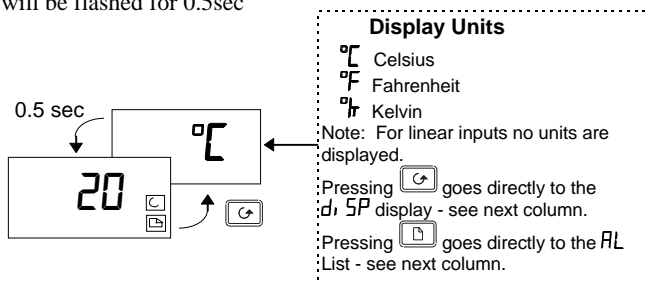 will be flashed for 0.5sec
Display Units
°C Celsius
°F Fahrenheit
°K Kelvin
Note: For linear inputs no units are
displayed.
Pressing goes directly to the
di SP display - see next column.
Pressing goes directly to the AL
List - see next column.
0.5 sec
°C
20